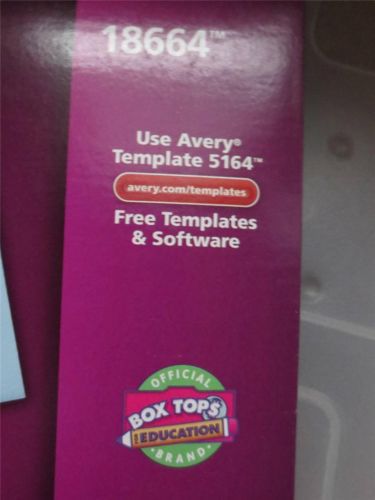 18664™
Use Avery®
Template 5164™
avery.com/templates
Free Templates
& Software
OFFICIAL
BOX TOPS
FOR EDUCATION
BRAND